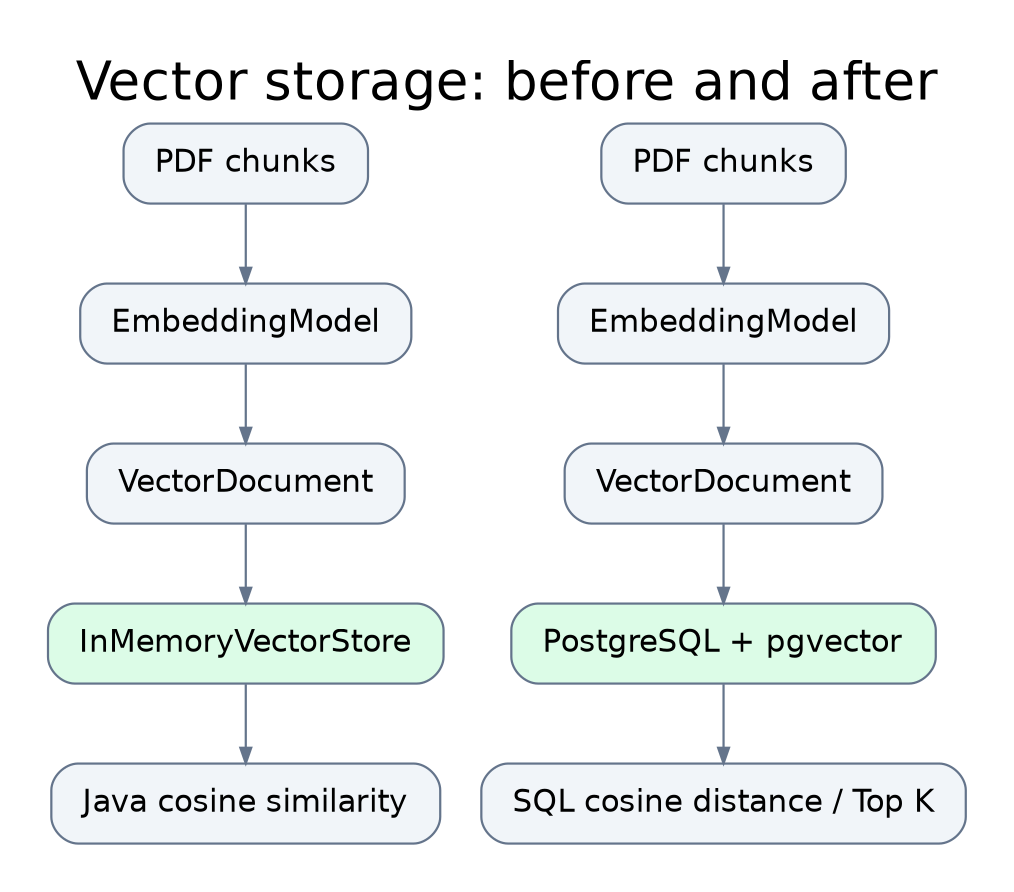 Vector storage: before and after
PDF chunks
EmbeddingModel
VectorDocument
InMemoryVectorStore
Java cosine similarity
PDF chunks
EmbeddingModel
VectorDocument
PostgreSQL + pgvector
SQL cosine distance / Top K